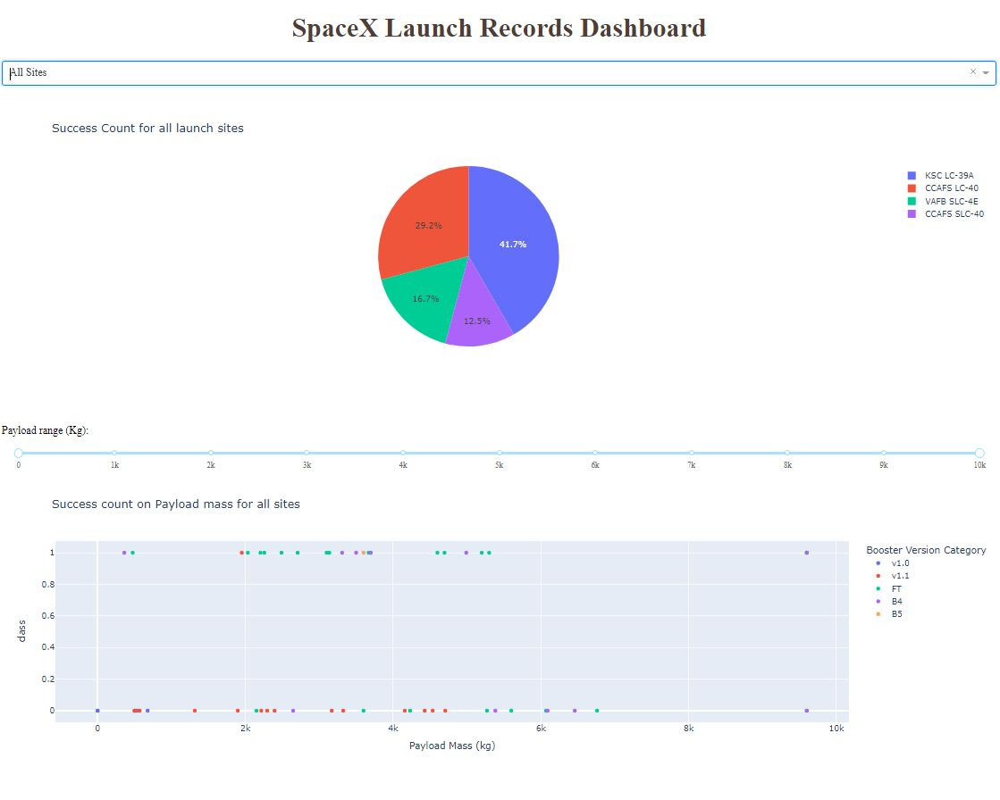 SpaceX Launch Records Dashboard
All Sites
Success Count for all launch sites
KSC LC-39A
CCAFS LC-40
VAFB SLC-4E
CCAFS SLC-40
29.2%
41.7%
16.7%
12.5%
Payload range (Kg):
0 1k 2k 3k 4k 5k 6k 7k 8k 9k 10k
Success count on Payload mass for all sites
Booster Version Category
v1.0
v1.1
FT
B4
B5
1
0.8
0.6
0.4
0.2
0
class
0 2k 4k 6k 8k 10k
Payload Mass (kg)